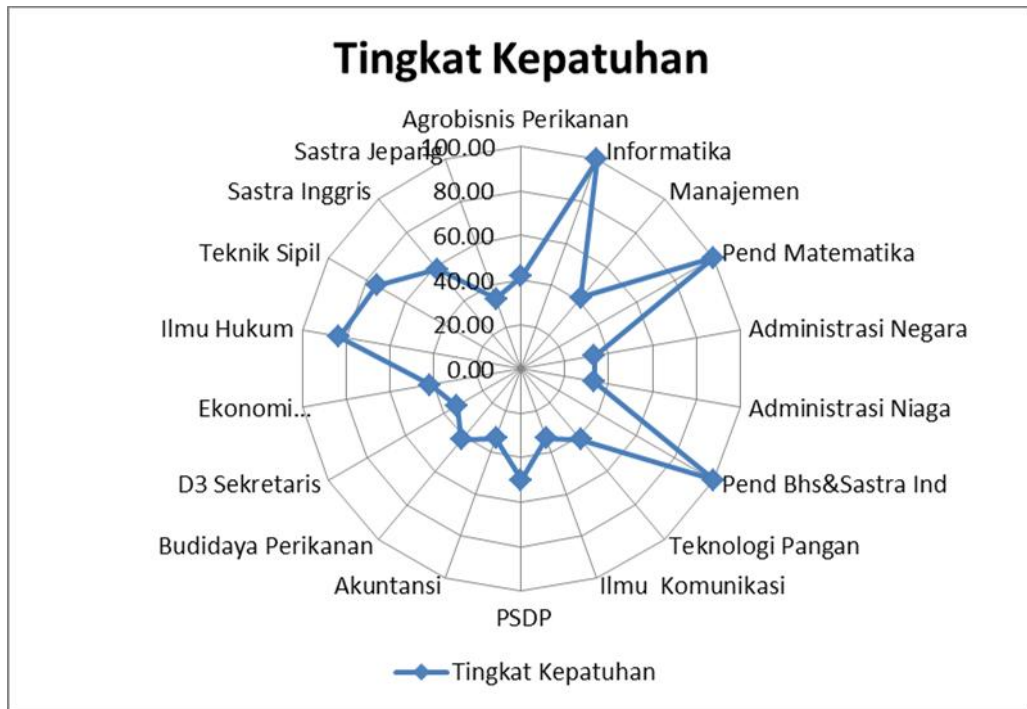 Tingkat Kepatuhan
Agrobisnis Perikanan
100.00
80.00
60.00
40.00
20.00
0.00
Informatika
Manajemen
Pend Matematika
Administrasi Negara
Administrasi Niaga
Pend Bhs&Sastra Ind
Teknologi Pangan
Ilmu  Komunikasi
PSDP
Akuntansi
Budidaya Perikanan
D3 Sekretaris
Ekonomi...
Ilmu Hukum
Teknik Sipil
Sastra Inggris
Sastra Jepang
Tingkat Kepatuhan